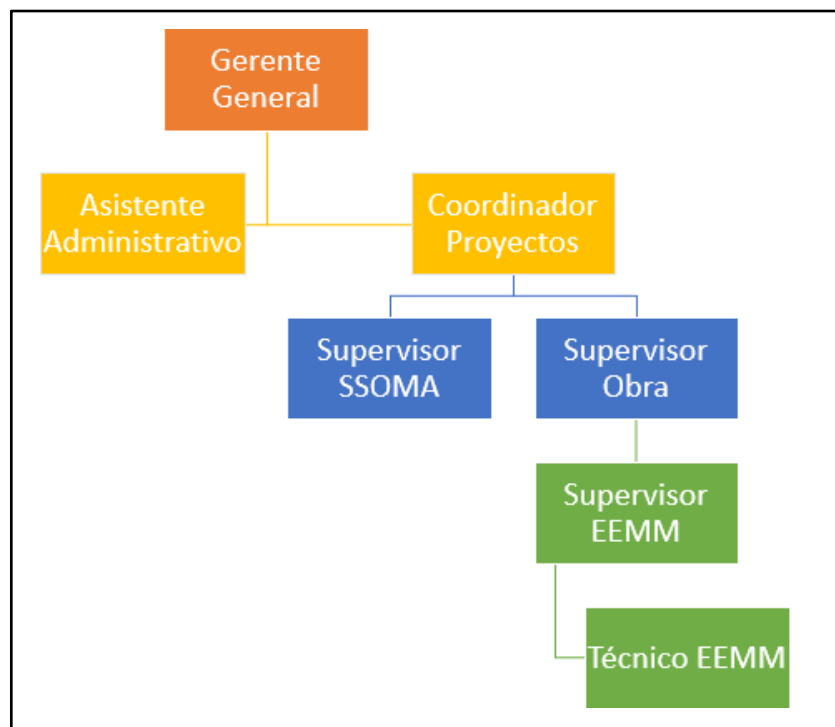 Gerente
General
Asistente
Administrativo
Coordinador
Proyectos
Supervisor
SSOMA
Supervisor
Obra
Supervisor
EEMM
Técnico EEMM